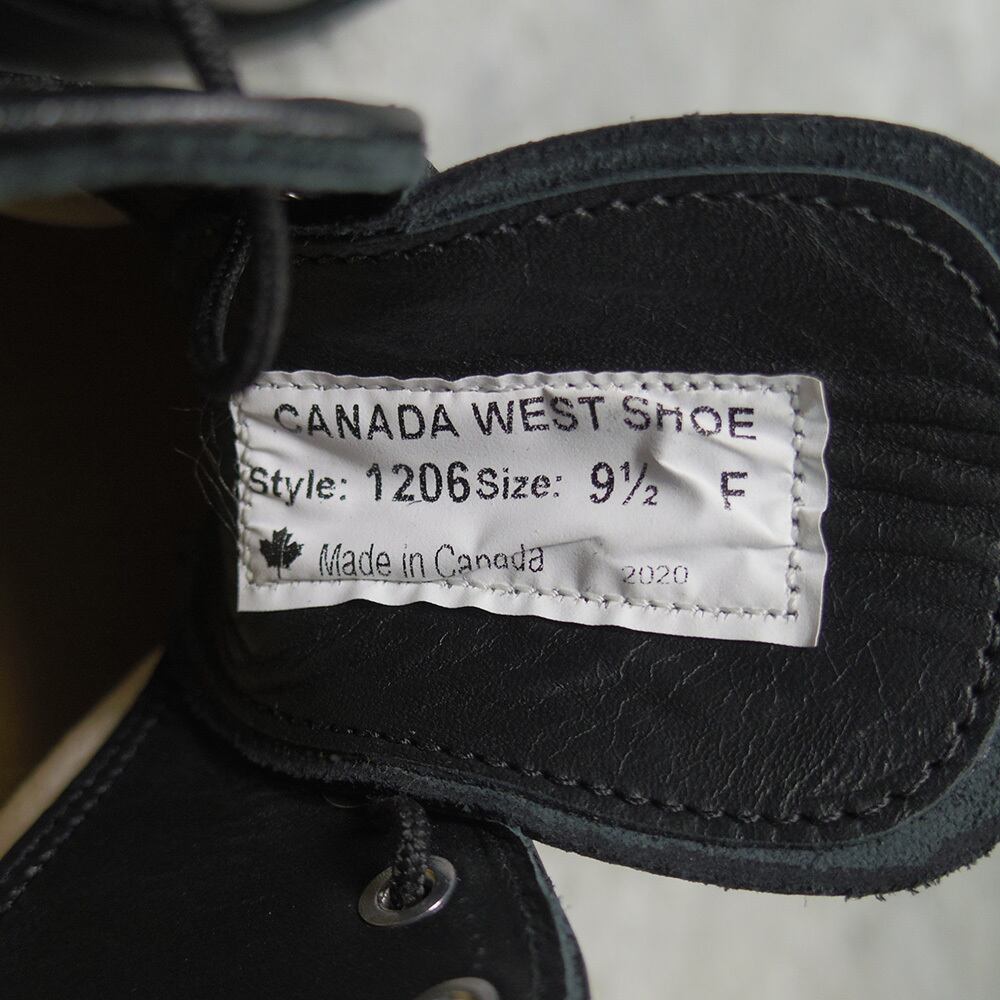 CANADA WEST SHOE
Style: 1206 Size: 9½ F
Made in Canada 2020